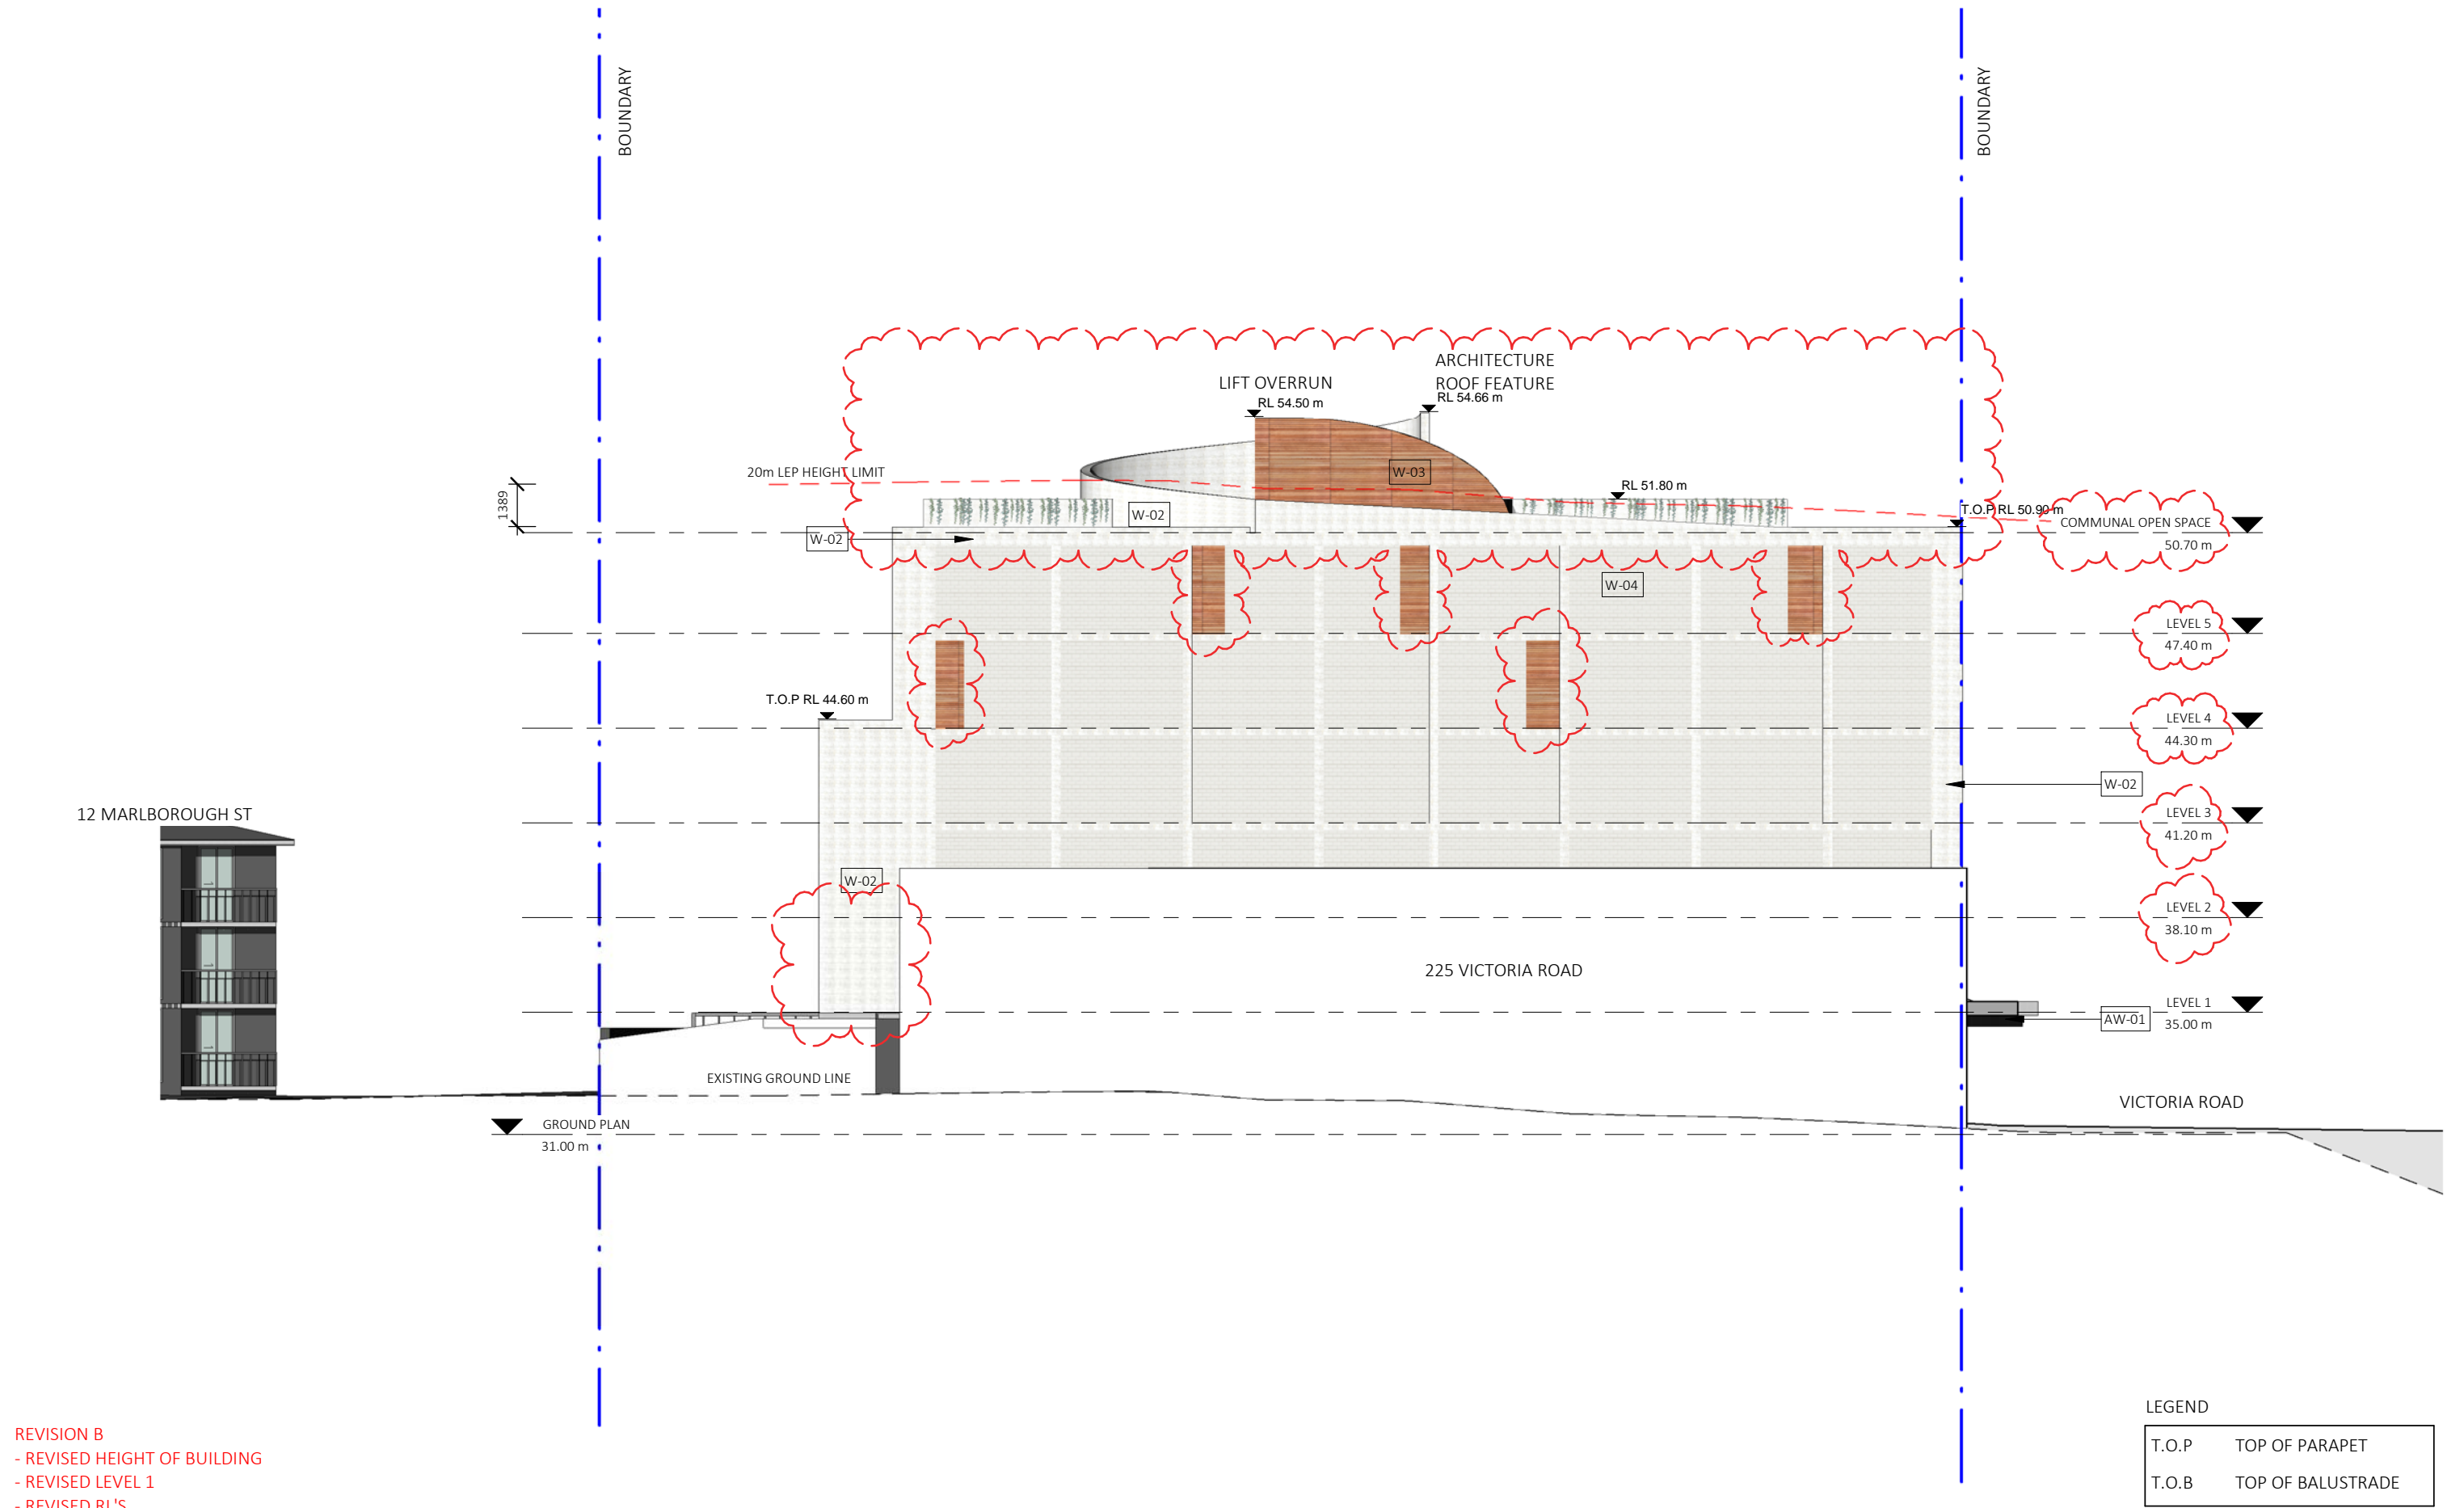 BOUNDARY
BOUNDARY
ARCHITECTURE
ROOF FEATURE
LIFT OVERRUN
RL 54.66 m
RL 54.50 m
20m LEP HEIGHT LIMIT
W-03
RL 51.80 m
1389
W-02
T.O.P RL 50.90 m
COMMUNAL OPEN SPACE
50.70 m
W-02
W-04
LEVEL 5
47.40 m
T.O.P RL 44.60 m
LEVEL 4
44.30 m
W-02
12 MARLBOROUGH ST
LEVEL 3
41.20 m
W-02
LEVEL 2
38.10 m
225 VICTORIA ROAD
LEVEL 1
35.00 m
AW-01
EXISTING GROUND LINE
VICTORIA ROAD
GROUND PLAN
31.00 m
LEGEND
T.O.P TOP OF PARAPET
T.O.B TOP OF BALUSTRADE
REVISION B
- REVISED HEIGHT OF BUILDING
- REVISED LEVEL 1
- REVISED RL'S